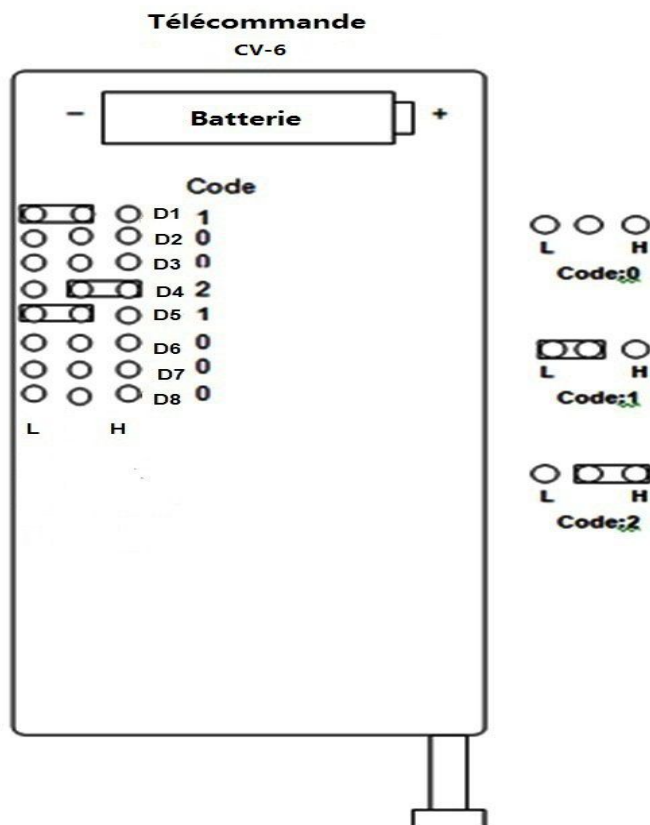 Télécommande
CV-6
− Batterie +
Code
D1 1
D2 0
D3 0
D4 2
D5 1
D6 0
D7 0
D8 0
L H
L H
Code:0
L H
Code:1
L H
Code:2